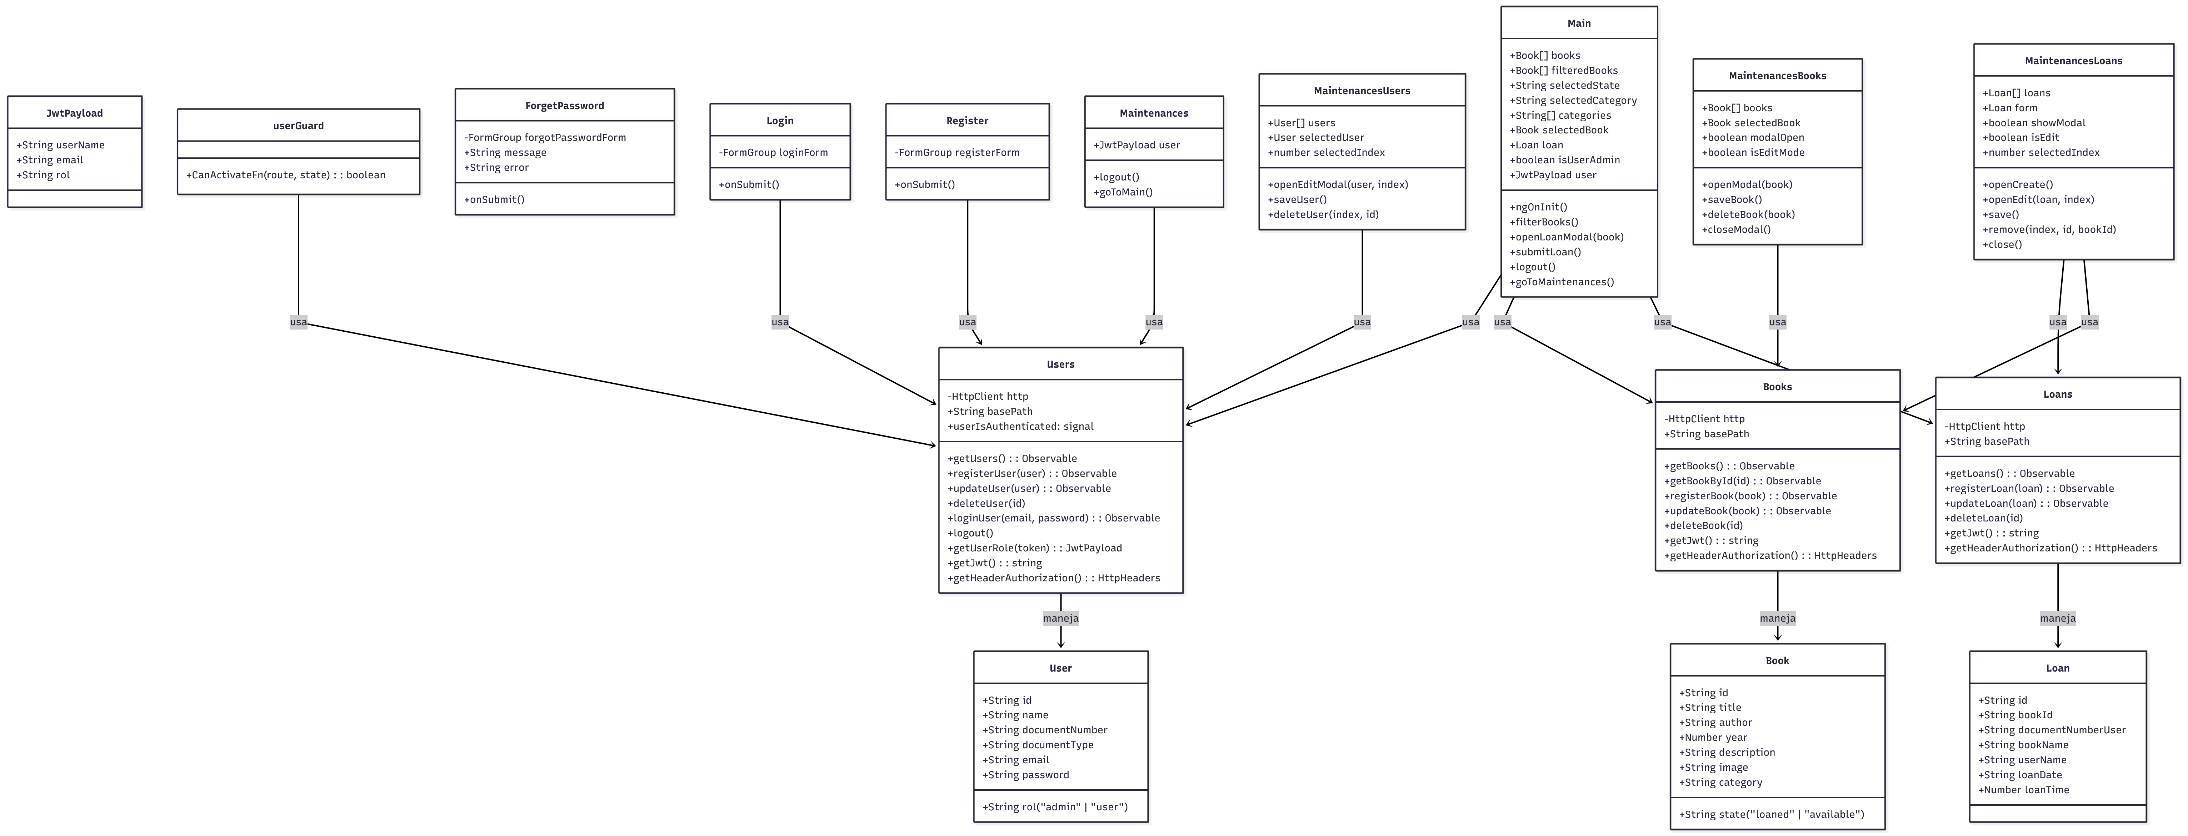 JwtPayload
+String userName
+String email
+String rol
userGuard
+CanActivateFn(route, state) : : boolean
ForgetPassword
-FormGroup forgotPasswordForm
+String message
+String error
+onSubmit()
Login
-FormGroup loginForm
+onSubmit()
Register
-FormGroup registerForm
+onSubmit()
Maintenances
+JwtPayload user
+logout()
+goToMain()
MaintenancesUsers
+User[] users
+User selectedUser
+number selectedIndex
+openEditModal(user, index)
+saveUser()
+deleteUser(index, id)
Main
+Book[] books
+Book[] filteredBooks
+String selectedState
+String selectedCategory
+String[] categories
+Book selectedBook
+Loan loan
+boolean isUserAdmin
+JwtPayload user
+ngOnInit()
+filterBooks()
+openLoanModal(book)
+submitLoan()
+logout()
+goToMaintenances()
MaintenancesBooks
+Book[] books
+Book selectedBook
+boolean modalOpen
+boolean isEditMode
+openModal(book)
+saveBook()
+deleteBook(book)
+closeModal()
MaintenancesLoans
+Loan[] loans
+Loan form
+boolean showModal
+boolean isEdit
+number selectedIndex
+openCreate()
+openEdit(loan, index)
+save()
+remove(index, id, bookId)
+close()
usa
usa
usa
usa
usa
usa
usa
usa
usa
usa
usa
Users
-HttpClient http
+String basePath
+userIsAuthenticated: signal
+getUsers() : : Observable
+registerUser(user) : : Observable
+updateUser(user) : : Observable
+deleteUser(id)
+loginUser(email, password) : : Observable
+logout()
+getUserRole(token) : : JwtPayload
+getJwt() : : string
+getHeaderAuthorization() : : HttpHeaders
Books
-HttpClient http
+String basePath
+getBooks() : : Observable
+getBookById(id) : : Observable
+registerBook(book) : : Observable
+updateBook(book) : : Observable
+deleteBook(id)
+getJwt() : : string
+getHeaderAuthorization() : : HttpHeaders
Loans
-HttpClient http
+String basePath
+getLoans() : : Observable
+registerLoan(loan) : : Observable
+updateLoan(loan) : : Observable
+deleteLoan(id)
+getJwt() : : string
+getHeaderAuthorization() : : HttpHeaders
maneja
maneja
maneja
User
+String id
+String name
+String documentNumber
+String documentType
+String email
+String password
+String rol("admin" | "user")
Book
+String id
+String title
+String author
+Number year
+String description
+String image
+String category
+String state("loaned" | "available")
Loan
+String id
+String bookId
+String documentNumberUser
+String bookName
+String userName
+String loanDate
+Number loanTime